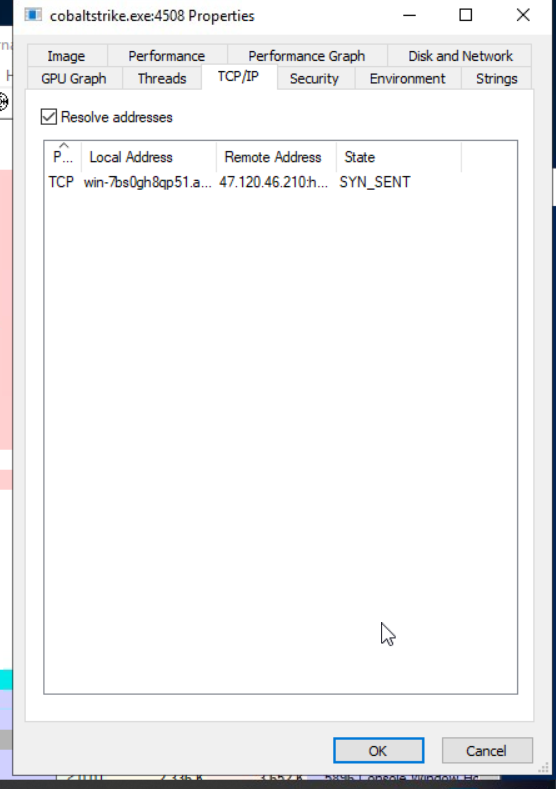 cobaltstrike.exe:4508 Properties
Image Performance Performance Graph Disk and Network
GPU Graph Threads TCP/IP Security Environment Strings
Resolve addresses
P... Local Address Remote Address State
TCP win-7bs0gh8qp51.a... 47.120.46.210:h... SYN_SENT
OK Cancel